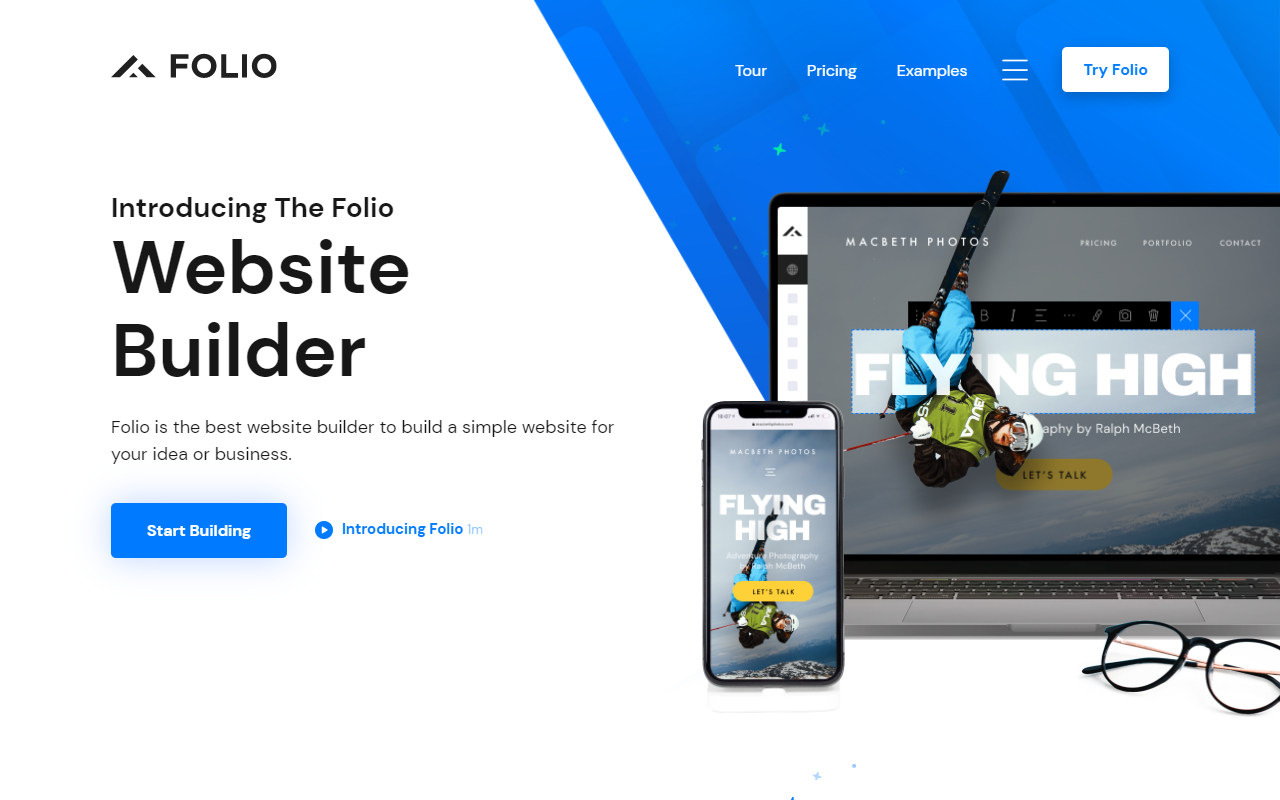 FOLIO
Tour
Pricing
Examples
Try Folio
Introducing The Folio
Website
Builder
Folio is the best website builder to build a simple website for
your idea or business.
Start Building
Introducing Folio 1m
MACBETH PHOTOS
PRICING
PORTFOLIO
CONTACT
B I
FLYING HIGH
by Ralph McBeth
LET'S TALK
MACBETH PHOTOS
FLYING
HIGH
Adventure Photography
by Ralph McBeth
LET'S TALK